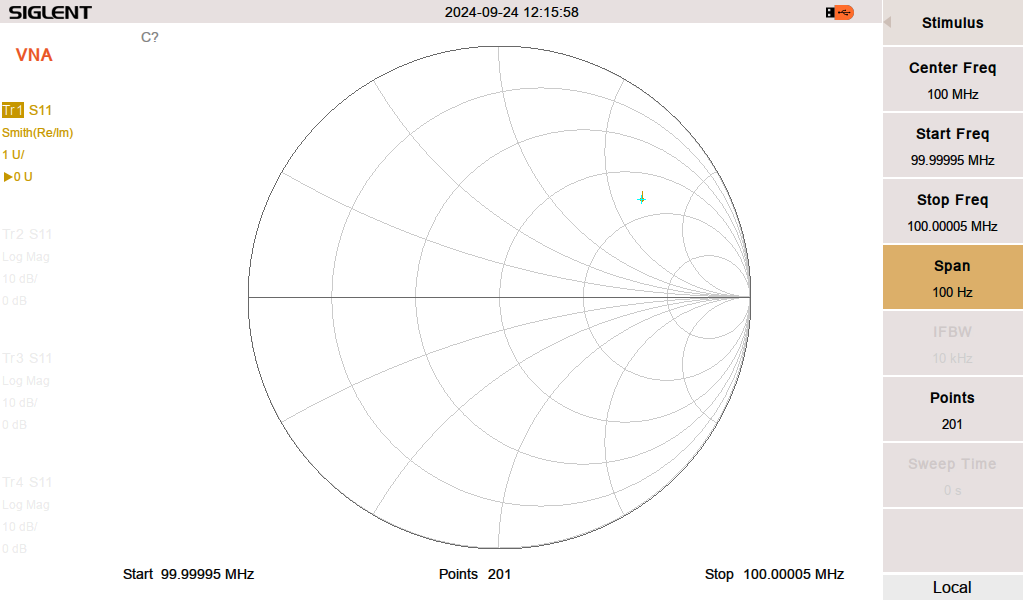 SIGLENT
2024-09-24 12:15:58
C?
VNA
Tr1 S11
Smith(Re/Im)
1 U/
▶0 U
Tr2 S11
Log Mag
10 dB/
0 dB
Tr3 S11
Log Mag
10 dB/
0 dB
Tr4 S11
Log Mag
10 dB/
0 dB
Start 99.99995 MHz
Points 201
Stop 100.00005 MHz
Stimulus
Center Freq
100 MHz
Start Freq
99.99995 MHz
Stop Freq
100.00005 MHz
Span
100 Hz
IFBW
10 kHz
Points
201
Sweep Time
0 s
Local